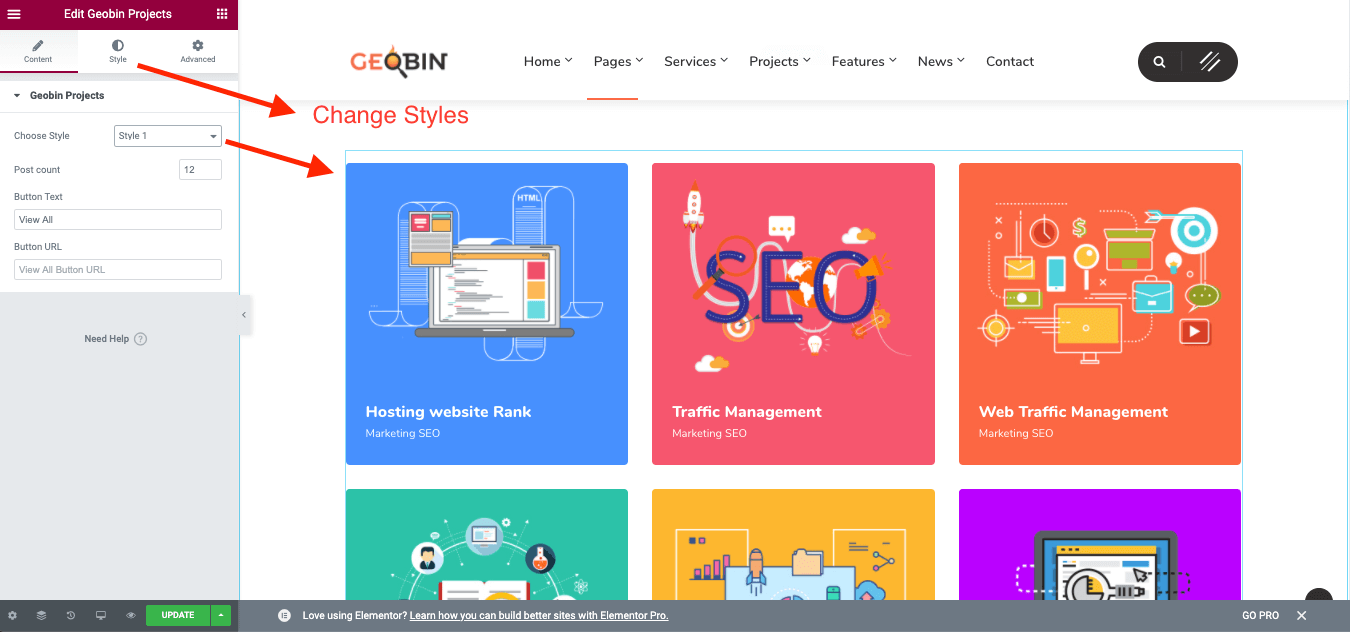 Edit Geobin Projects
Content
Style
Advanced
Geobin Projects
Choose Style
Style 1
Post count
12
Button Text
View All
Button URL
View All Button URL
Need Help ?
UPDATE
GEOBIN
Home
Pages
Services
Projects
Features
News
Contact
Change Styles
HTML
Hosting website Rank
Marketing SEO
SEO
Traffic Management
Marketing SEO
$
Web Traffic Management
Marketing SEO
Love using Elementor? Learn how you can build better sites with Elementor Pro.
GO PRO